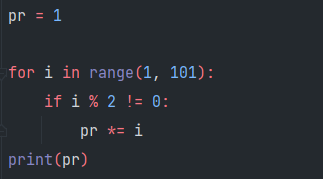 pr = 1
for i in range(1, 101):
    if i % 2 != 0:
        pr *= i
print(pr)